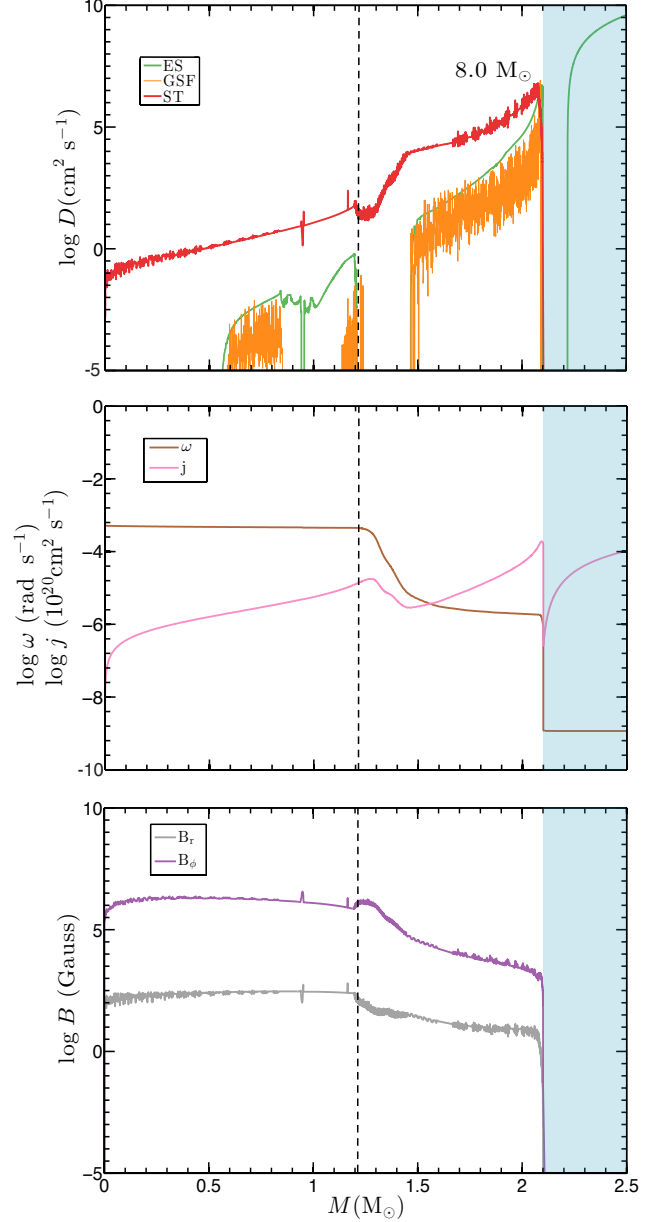 10
5
0
-5
log D(cm² s⁻¹)
ES
GSF
ST
8.0 M⊙
0
−2
−4
−6
−8
−10
log ω (rad s⁻¹)
log j (10²⁰cm² s⁻¹)
ω
j
10
5
0
-5
log B (Gauss)
Bᵣ
Bᵩ
0 0.5 1 1.5 2 2.5
M(M⊙)